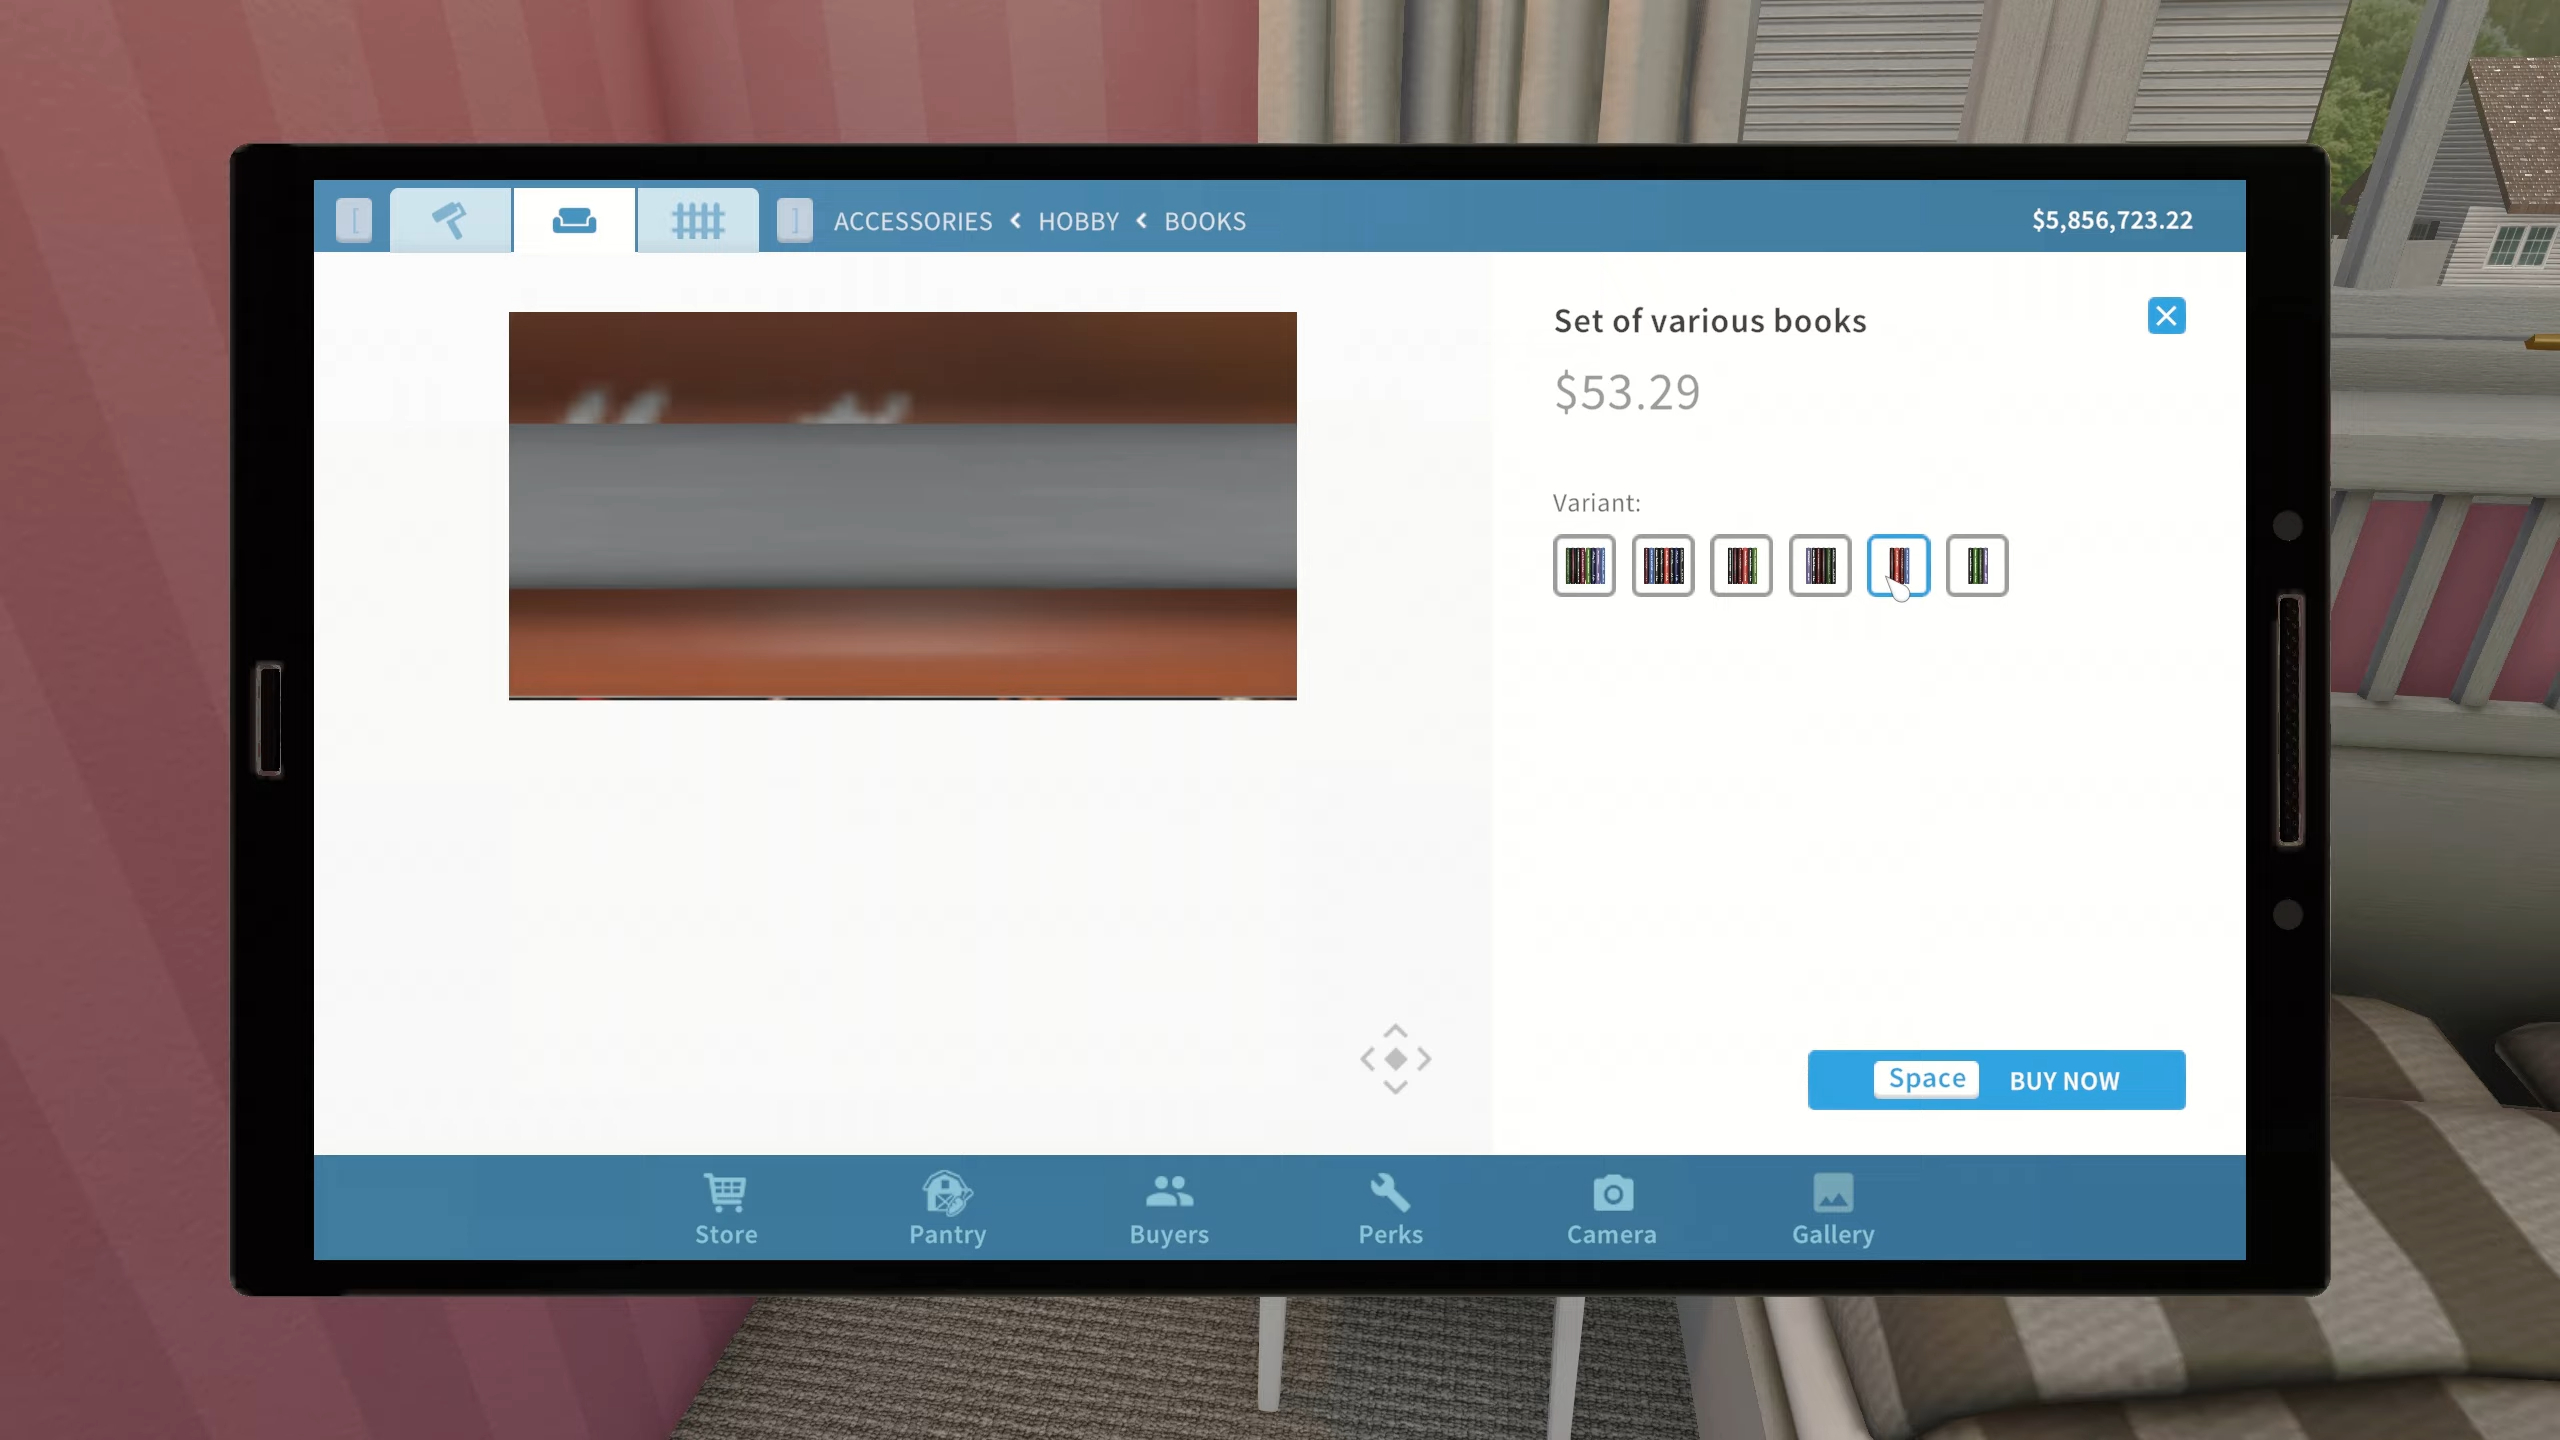 [
]
ACCESSORIES < HOBBY < BOOKS
$5,856,723.22
Set of various books
$53.29
Variant:
Space BUY NOW
Store
Pantry
Buyers
Perks
Camera
Gallery